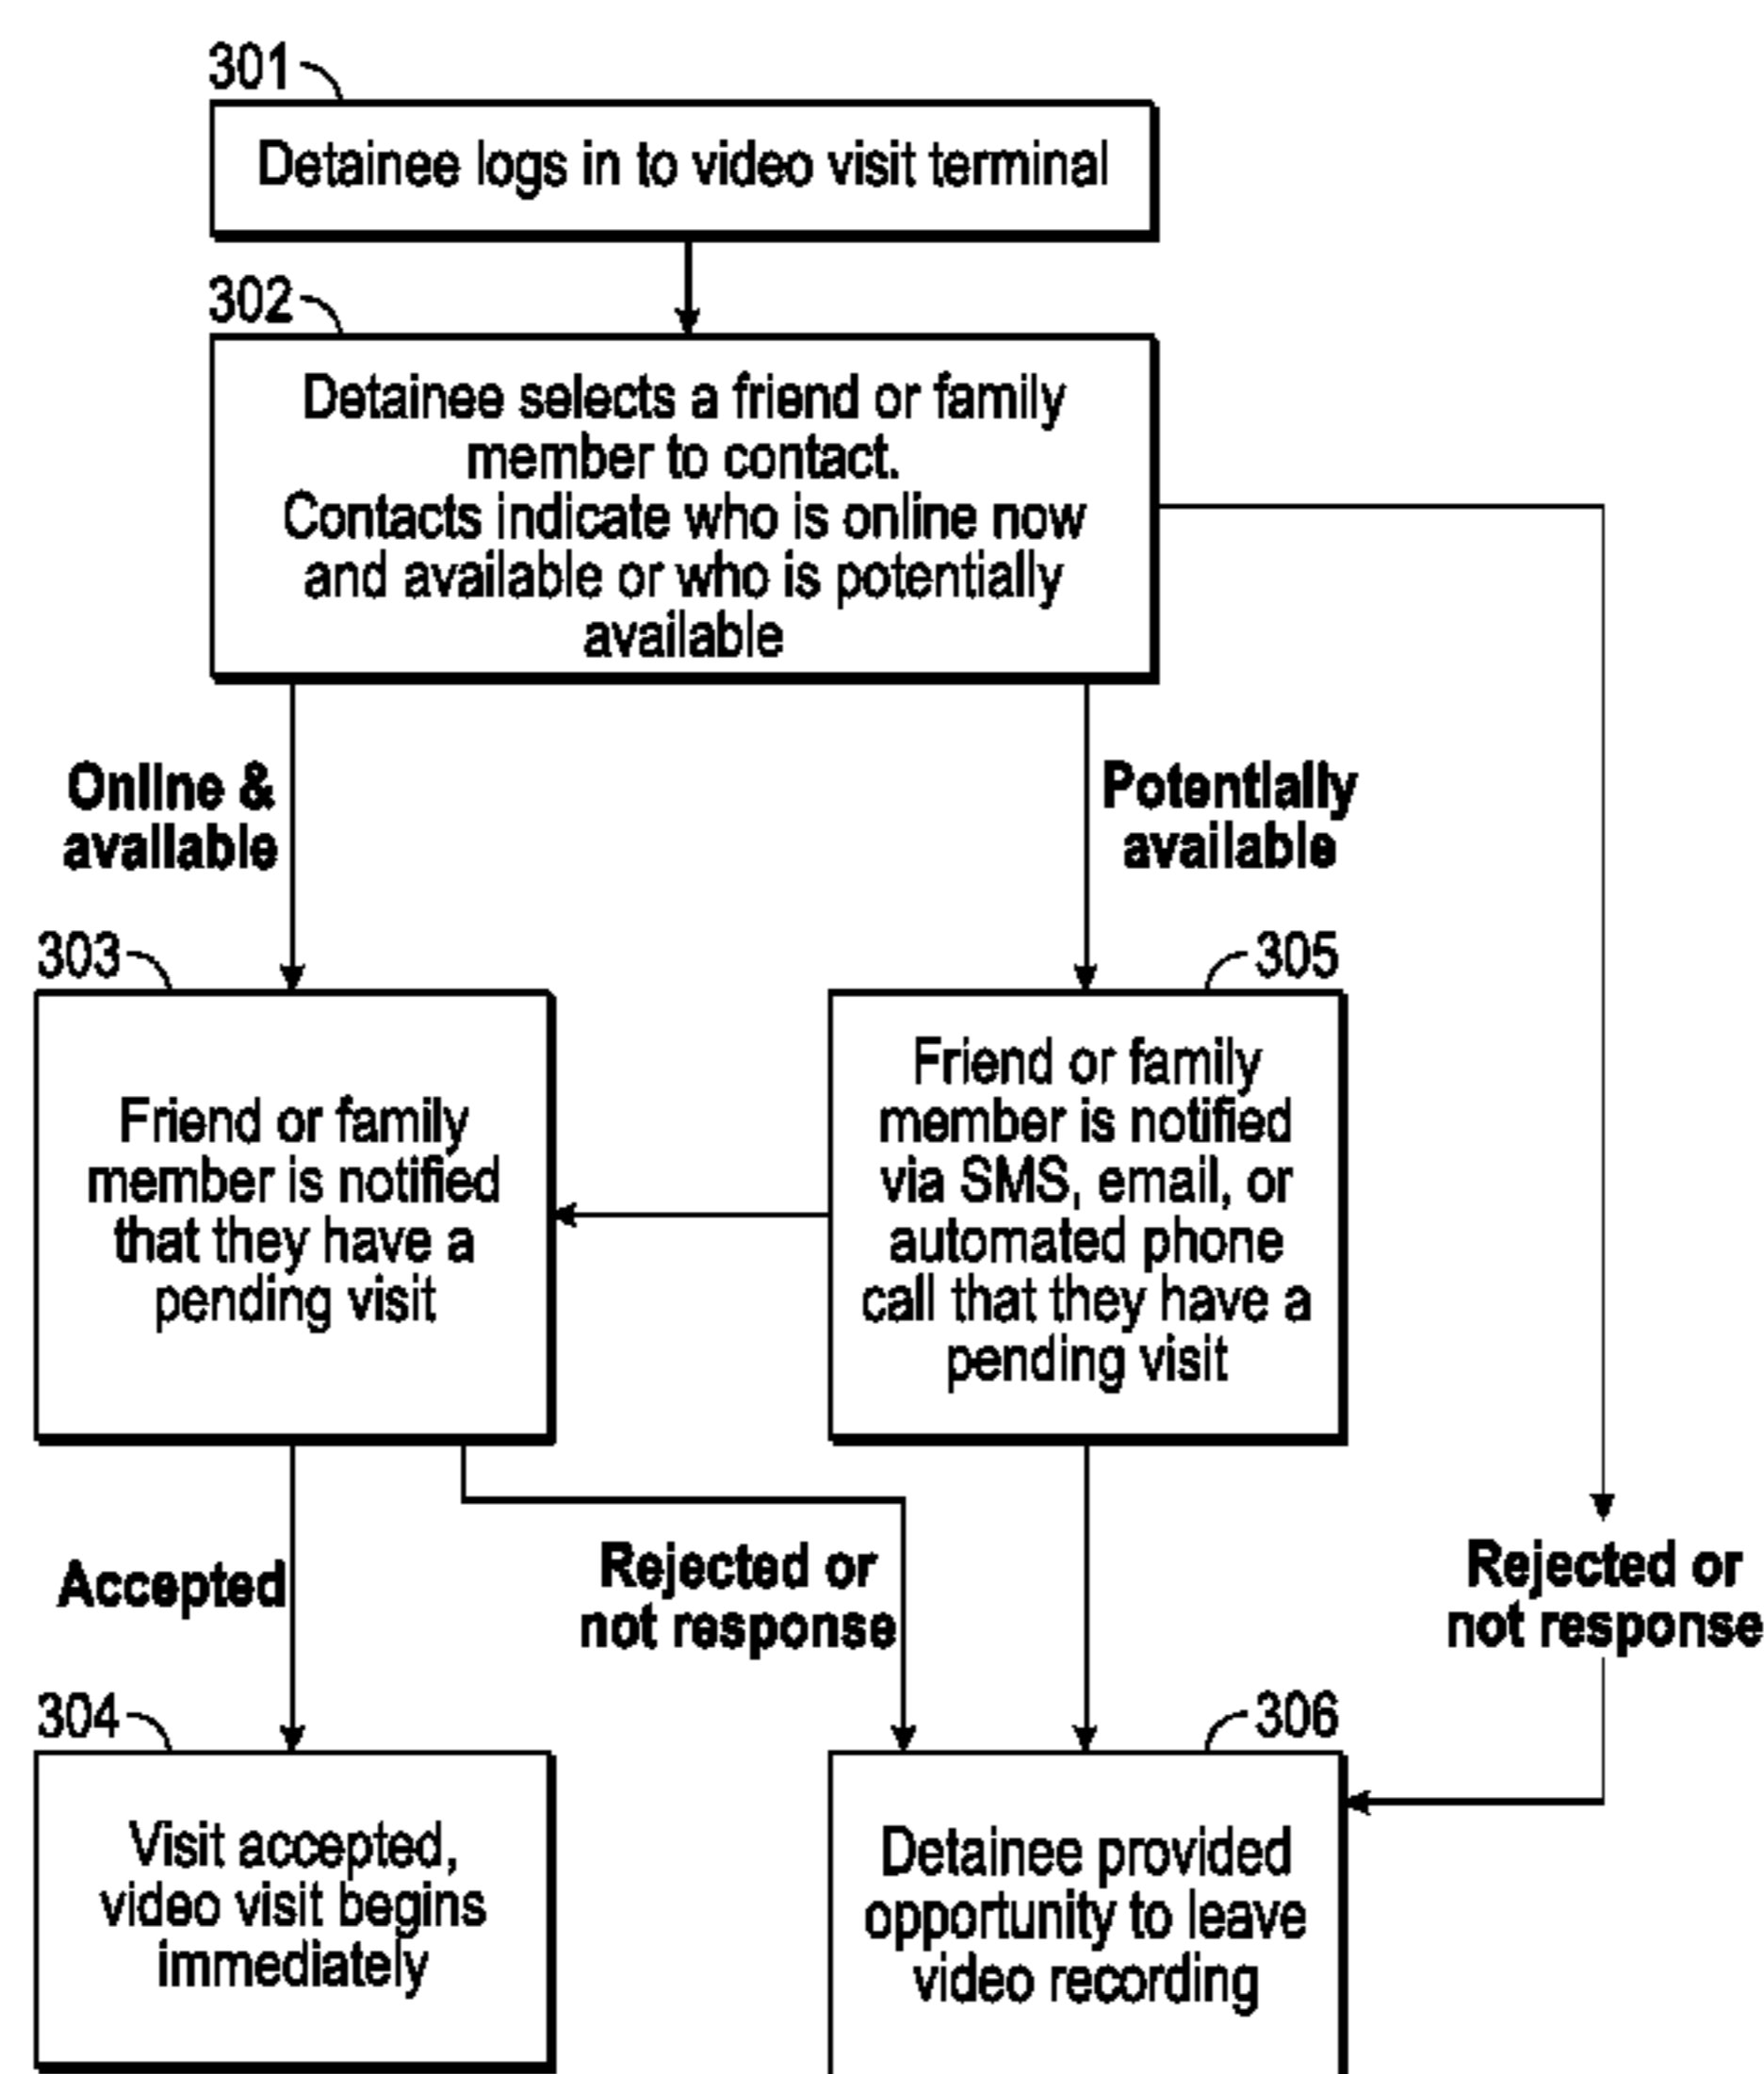 301
Detainee logs in to video visit terminal
302
Detainee selects a friend or family
member to contact.
Contacts indicate who is online now
and available or who is potentially
available
Online &
available
Potentially
available
303
Friend or family
member is notified
that they have a
pending visit
305
Friend or family
member is notified
via SMS, email, or
automated phone
call that they have a
pending visit
Accepted
Rejected or
not response
Rejected or
not response
304
Visit accepted,
video visit begins
immediately
306
Detainee provided
opportunity to leave
video recording